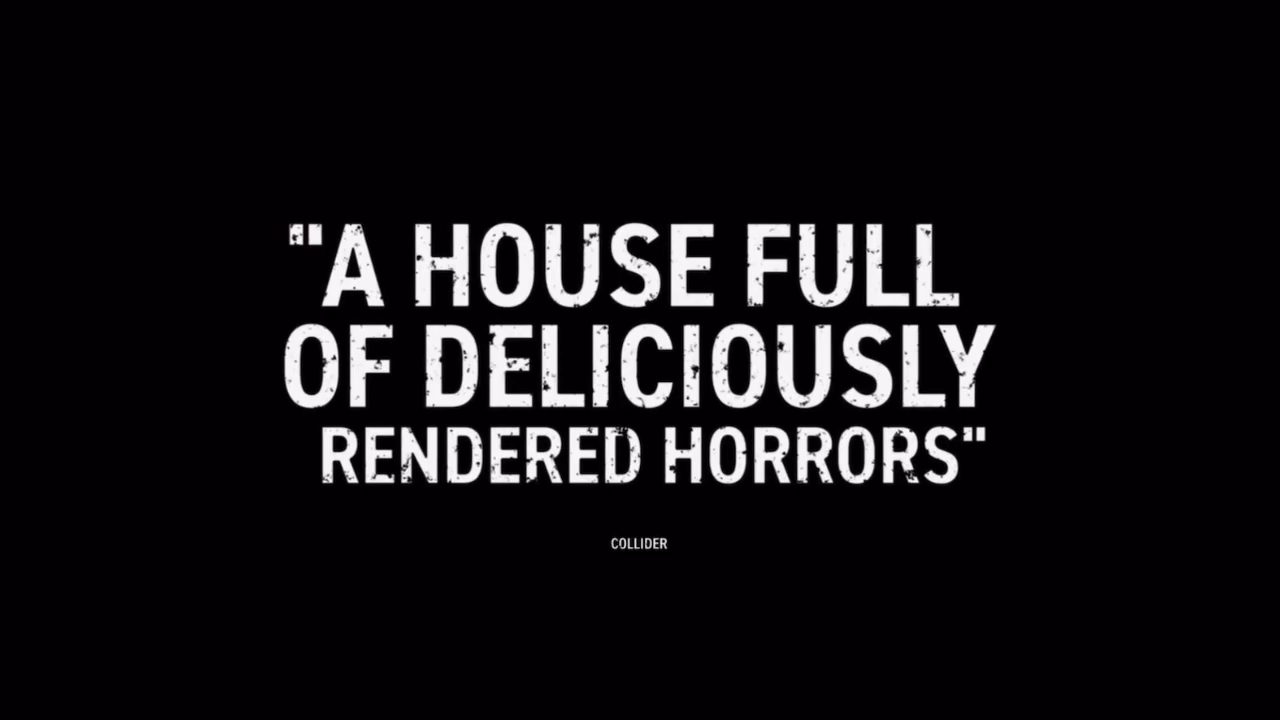 "A HOUSE FULL
OF DELICIOUSLY
RENDERED HORRORS"
COLLIDER